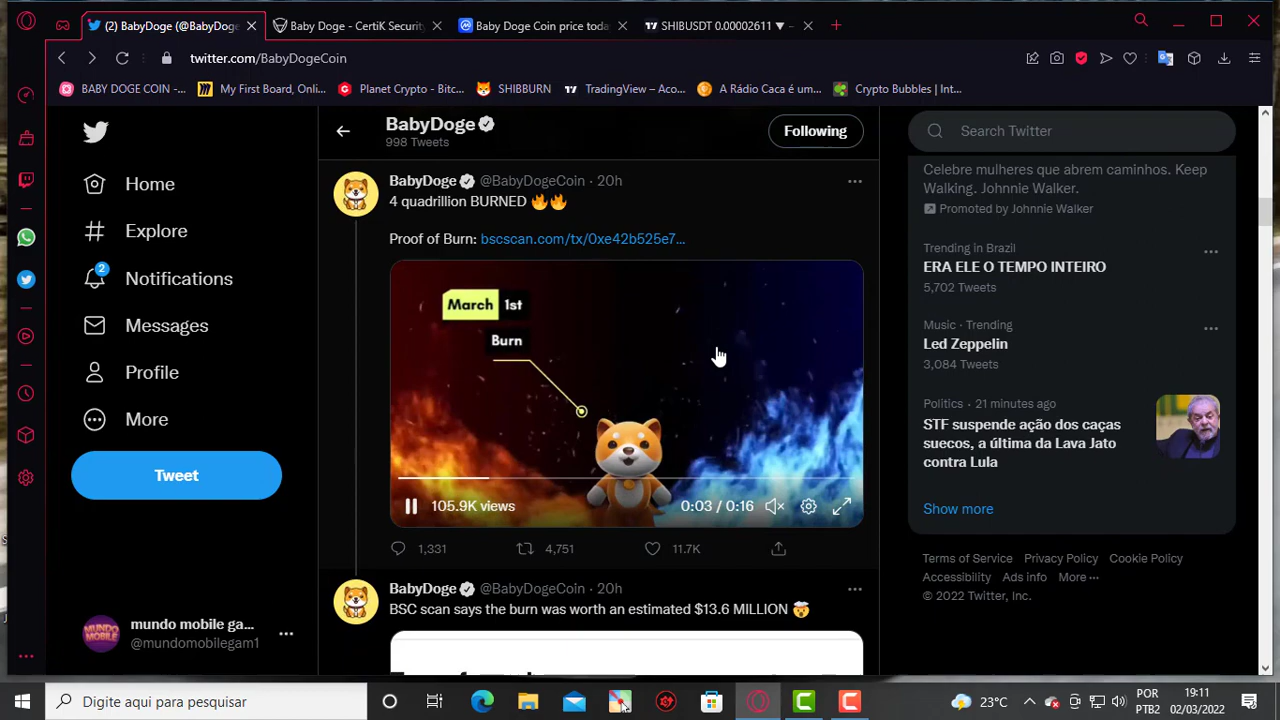 (2) BabyDoge (@BabyDo
Baby Doge - CertiK Security
Baby Doge Coin price today
SHIBUSDT 0.00002611 ▼ –
twitter.com/BabyDogeCoin
BABY DOGE COIN -...
My First Board, Onli...
Planet Crypto - Bitc...
SHIBBURN
TradingView – Aco...
A Rádio Caca é um...
Crypto Bubbles | Int...
Home
Explore
2
Notifications
Messages
Profile
More
Tweet
mundo mobile ga...
@mundomobilegam1
BabyDoge
998 Tweets
Following
BabyDoge @BabyDogeCoin · 20h
4 quadrillion BURNED 🔥🔥
Proof of Burn: bscscan.com/tx/0xe42b525e7...
March 1st
Burn
105.9K views
0:03 / 0:16
1,331
4,751
11.7K
BabyDoge @BabyDogeCoin · 20h
BSC scan says the burn was worth an estimated $13.6 MILLION 🤯
Search Twitter
Celebre mulheres que abrem caminhos. Keep
Walking. Johnnie Walker.
Promoted by Johnnie Walker
Trending in Brazil
ERA ELE O TEMPO INTEIRO
5,702 Tweets
Music · Trending
Led Zeppelin
3,084 Tweets
Politics · 21 minutes ago
STF suspende ação dos caças
suecos, a última da Lava Jato
contra Lula
Show more
Terms of Service Privacy Policy Cookie Policy
Accessibility Ads info More ···
© 2022 Twitter, Inc.
Digite aqui para pesquisar
23°C
POR
PTB2
19:11
02/03/2022